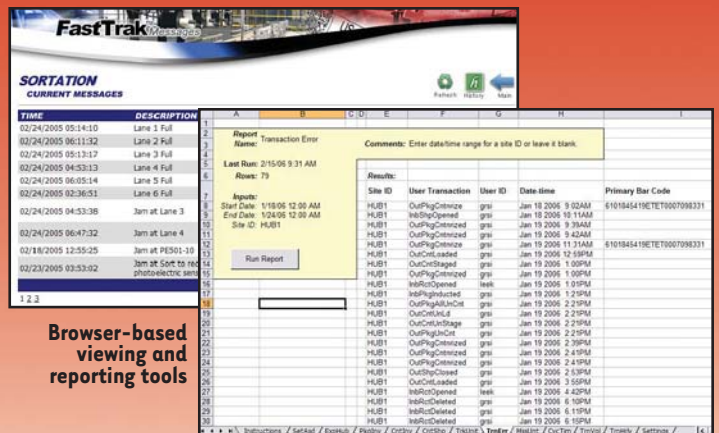 FastTrak Messages
SORTATION
CURRENT MESSAGES
Refresh History Main
TIME DESCRIPTION
02/24/2005 05:14:10 Lane 1 Full
02/24/2005 06:11:32 Lane 2 Full
02/24/2005 05:13:17 Lane 3 Full
02/24/2005 04:53:13 Lane 4 Full
02/24/2005 06:05:14 Lane 5 Full
02/24/2005 02:36:51 Lane 6 Full
02/24/2005 04:53:38 Jam at Lane 3
02/24/2005 06:47:32 Jam at Lane 4
02/18/2005 12:55:25 Jam at PE501-10
02/23/2005 03:53:02 Jam at Sort to
photoelectric
1 2 3
Browser-based
viewing and
reporting tools
A B C D E F G H I
Report
Name: Transaction Error
Comments: Enter date/time range for a site ID or leave it blank.
Last Run: 2/15/06 9:31 AM
Rows: 79
Results:
Inputs:
Start Date: 1/18/06 12:00 AM
End Date: 1/24/06 12:00 AM
Site ID: HUB1
Run Report
Site ID User Transaction User ID Date-time Primary Bar Code
HUB1 OutPkgCntnrize grsi Jan 18 2006 9:02AM 6101845419ETET0007098331
HUB1 InbShpOpened grsi Jan 18 2006 10:11AM
HUB1 OutPkgCntnrized grsi Jan 19 2006 9:39AM
HUB1 OutPkgCntnrized grsi Jan 19 2006 9:42AM
HUB1 OutPkgCntnrize grsi Jan 19 2006 11:31AM 6101845419ETET0007098331
HUB1 OutCntLoaded grsi Jan 19 2006 12:59PM
HUB1 OutCntStaged grsi Jan 19 2006 1:00PM
HUB1 OutPkgCntnrized grsi Jan 19 2006 1:00PM
HUB1 InbRctOpened leek Jan 19 2006 1:01PM
HUB1 InbPkgInducted grsi Jan 19 2006 1:21PM
HUB1 OutPkgAllUnCnt grsi Jan 19 2006 2:21PM
HUB1 OutCntUnLd grsi Jan 19 2006 2:21PM
HUB1 OutCntUnStage grsi Jan 19 2006 2:21PM
HUB1 OutPkgUnCnt grsi Jan 19 2006 2:21PM
HUB1 OutPkgCntnrized grsi Jan 19 2006 2:39PM
HUB1 OutPkgCntnrized grsi Jan 19 2006 2:41PM
HUB1 OutPkgCntnrized grsi Jan 19 2006 2:41PM
HUB1 OutShpClosed grsi Jan 19 2006 2:53PM
HUB1 OutCntLoaded grsi Jan 19 2006 3:55PM
HUB1 InbRctOpened leek Jan 19 2006 4:42PM
HUB1 InbRctDeleted grsi Jan 19 2006 6:10PM
HUB1 InbRctDeleted grsi Jan 19 2006 6:11PM
HUB1 InbRctDeleted grsi Jan 19 2006 6:15PM
Instructions / SetAid / ExpHub / PkgInv / CntInv / CntShp / TrkUnit / TrnErr / MsgUnt / CycTim / TrnVol / TrnHrly / Settings /